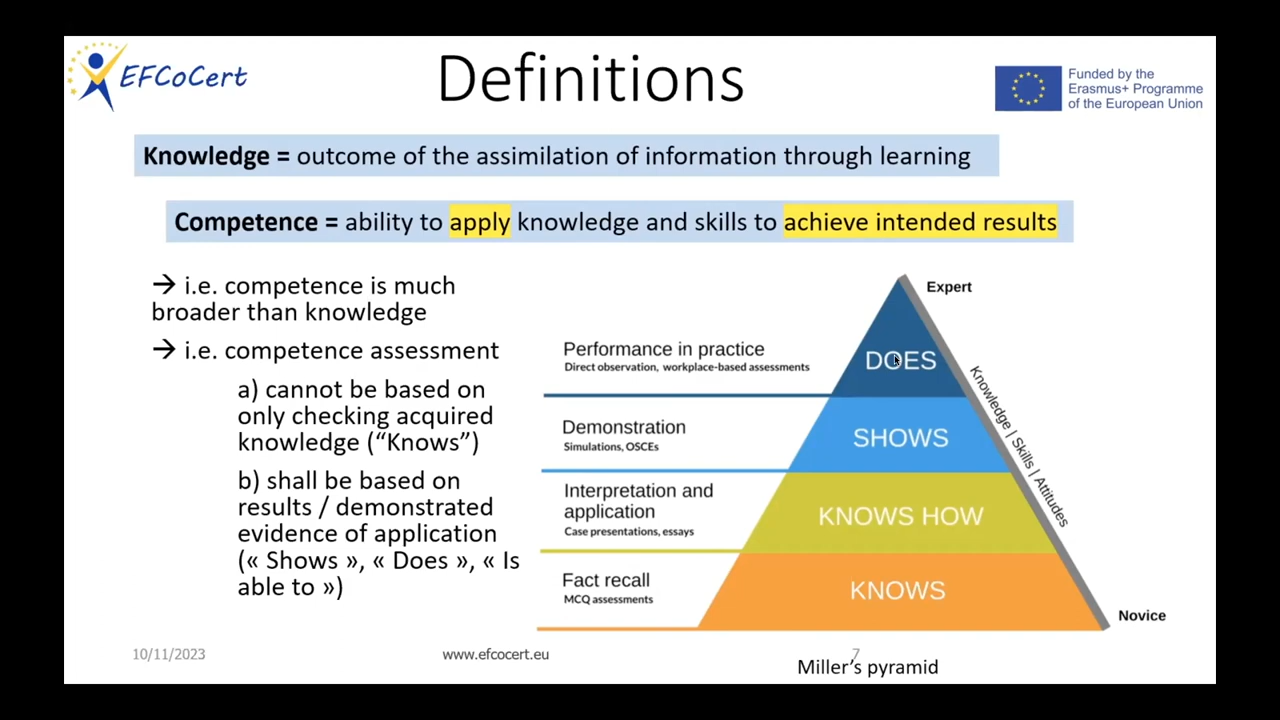 EFCoCert
Definitions
Funded by the
Erasmus+ Programme
of the European Union
Knowledge = outcome of the assimilation of information through learning
Competence = ability to apply knowledge and skills to achieve intended results
→ i.e. competence is much
broader than knowledge
→ i.e. competence assessment
a) cannot be based on
only checking acquired
knowledge (“Knows”)
b) shall be based on
results / demonstrated
evidence of application
(« Shows », « Does », « Is
able to »)
Expert
Performance in practice
Direct observation, workplace-based assessments
DOES
Demonstration
Simulations, OSCEs
SHOWS
Interpretation and
application
Case presentations, essays
KNOWS HOW
Fact recall
MCQ assessments
KNOWS
Knowledge | Skills | Attitudes
Novice
10/11/2023
www.efcocert.eu
7
Miller’s pyramid